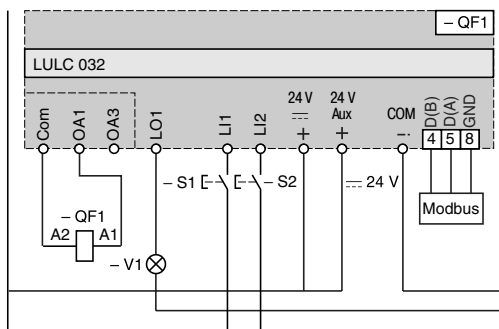 – QF1
LULC 032
Com
OA1
OA3
LO1
LI1
LI2
24 V
+
24 V
Aux
+
COM
–
D(B)
D(A)
GND
4 5 8
– S1
– S2
24 V
Modbus
– QF1
A2
A1
– V1